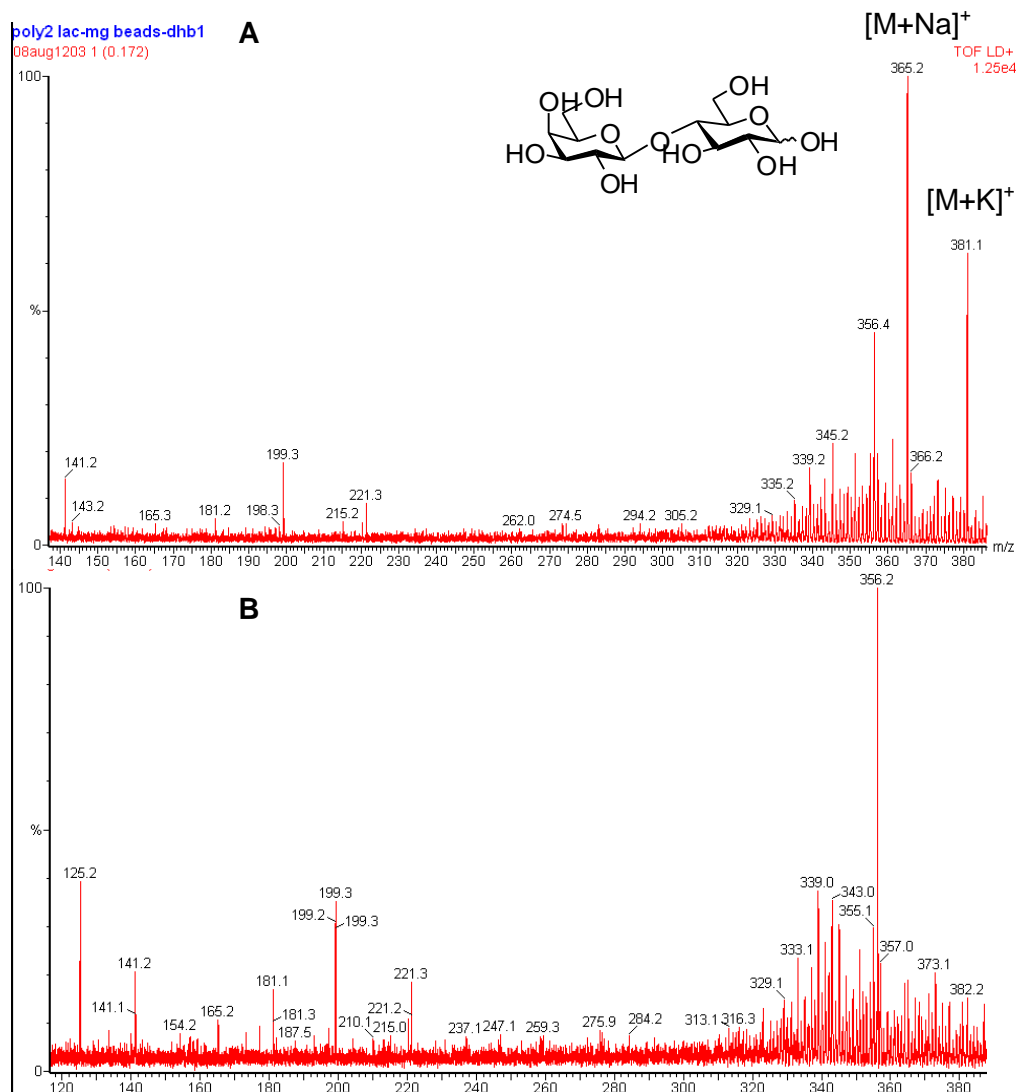 poly2 lac-mg beads-dhb1
08aug1203 1 (0.172)
A
[M+Na]+
TOF LD+
1.25e4
100
365.2
OH
OH
O
HO
OH
O
OH
O
HO
OH
OH
[M+K]+
381.1
%
356.4
345.2
339.2
366.2
335.2
329.1
141.2
143.2
165.3
181.2
198.3
199.3
215.2
221.3
262.0
274.5
294.2
305.2
0
m/z
140 150 160 170 180 190 200 210 220 230 240 250 260 270 280 290 300 310 320 330 340 350 360 370 380
100
B
356.2
%
125.2
339.0
343.0
355.1
357.0
333.1
373.1
329.1
382.2
199.3
199.2
199.3
141.2
141.1
154.2
165.2
181.1
181.3
187.5
210.1
221.3
221.2
215.0
237.1
247.1
259.3
275.9
284.2
313.1
316.3
0
120 140 160 180 200 220 240 260 280 300 320 340 360 380